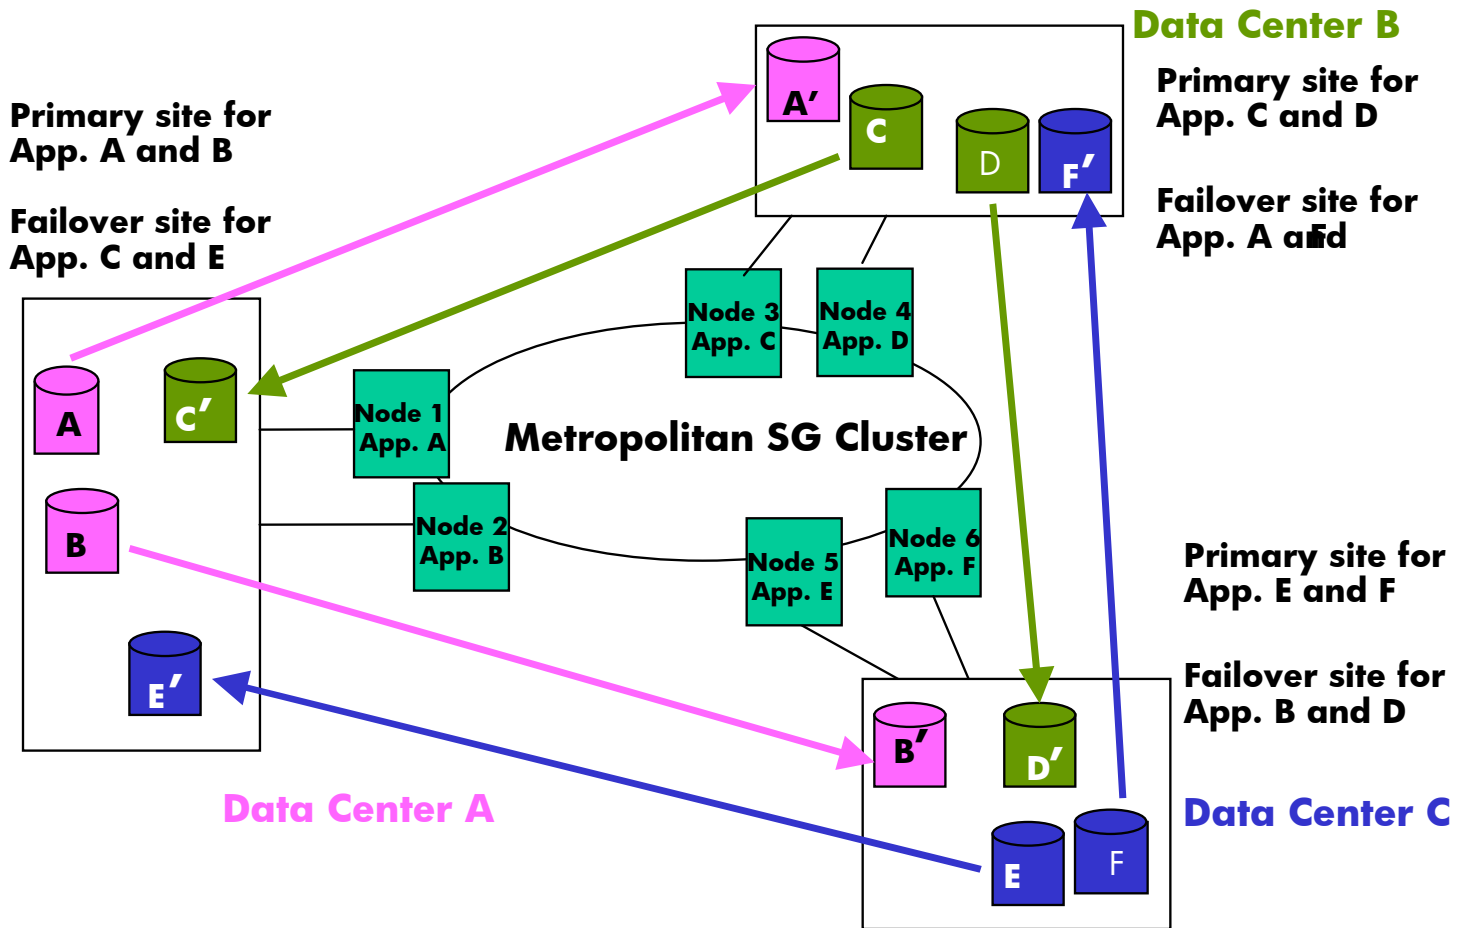 Data Center B
Primary site for
App. C and D
Failover site for
App. A and F
Primary site for
App. A and B
Failover site for
App. C and E
A′
C
D
F′
Node 3
App. C
Node 4
App. D
A
C′
Node 1
App. A
Metropolitan SG Cluster
B
Node 2
App. B
Node 5
App. E
Node 6
App. F
E′
Primary site for
App. E and F
Failover site for
App. B and D
B′
D′
Data Center A
Data Center C
E
F